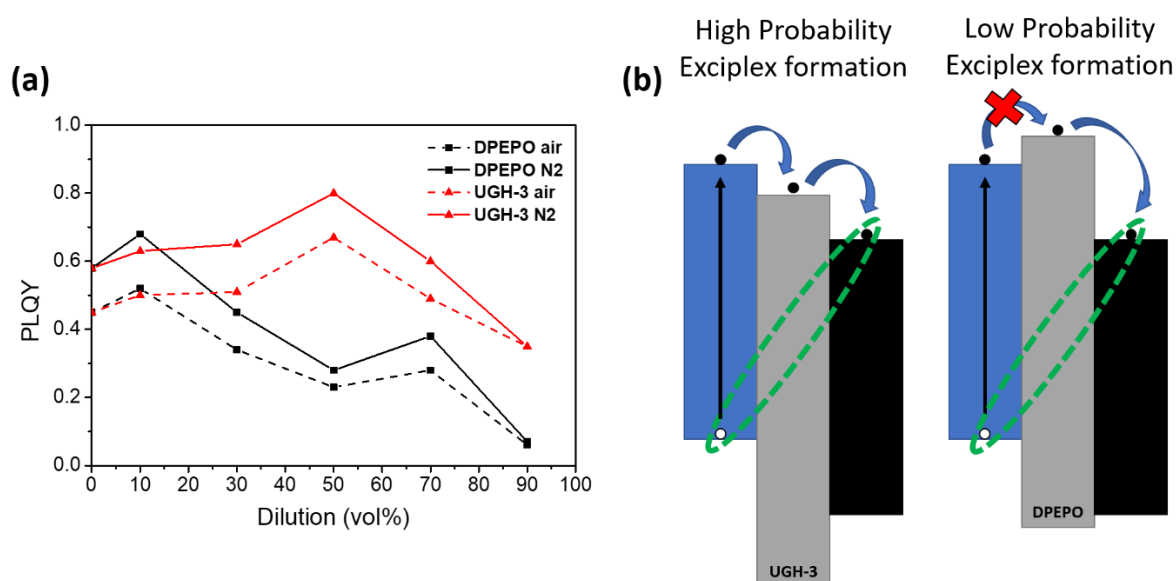 (a)
1.0
0.8
0.6
0.4
0.2
0.0
PLQY
0 10 20 30 40 50 60 70 80 90 100
Dilution (vol%)
DPEPO air
DPEPO N2
UGH-3 air
UGH-3 N2
(b)
High Probability
Exciplex formation
UGH-3
Low Probability
Exciplex formation
DPEPO